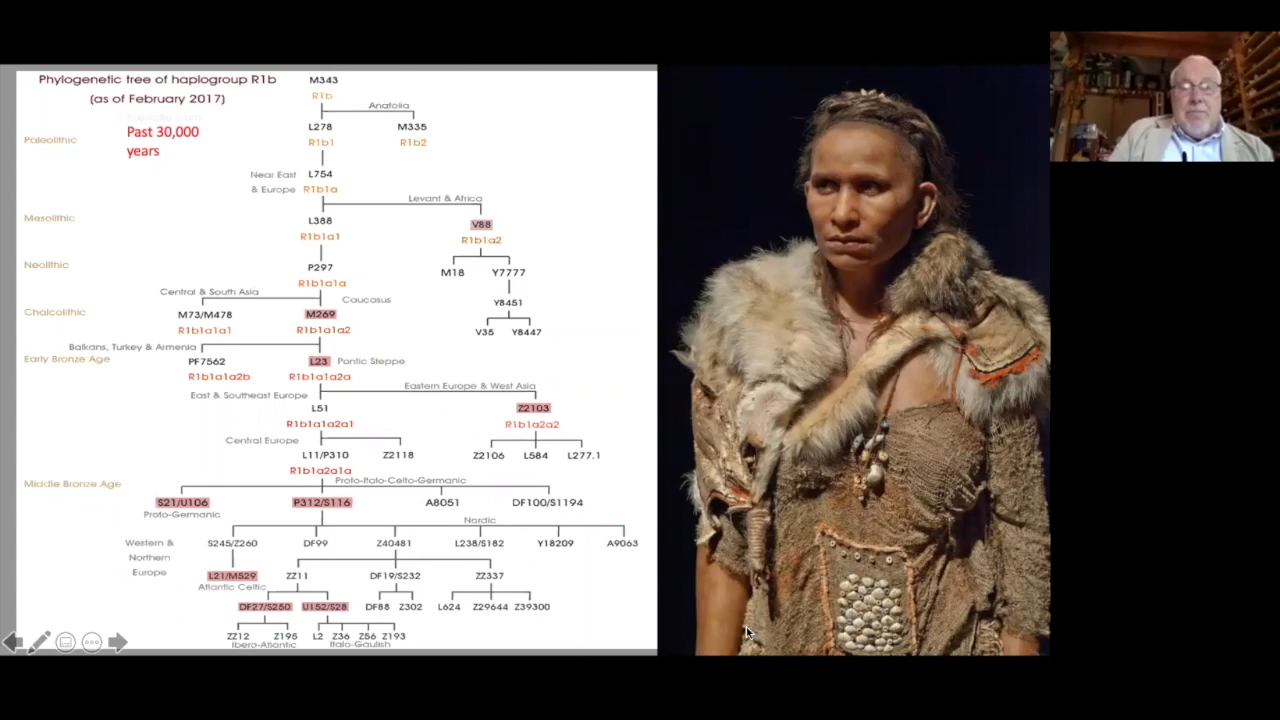 Phylogenetic tree of haplogroup R1b
(as of February 2017)
Past 30,000
years
M343
R1b
Anatolia
L278 M335
Paleolithic R1b1 R1b2
Near East L754
& Europe R1b1a
Levant & Africa
Mesolithic L388 V88
R1b1a1 R1b1a2
Neolithic P297 M18 Y7777
R1b1a1a
Central & South Asia Caucasus Y8451
Chalcolithic M73/M478 M269
R1b1a1a1 R1b1a1a2 V35 Y8447
Balkans, Turkey & Armenia
Early Bronze Age PF7562 L23 Pontic Steppe
R1b1a1a2b R1b1a1a2a
Eastern Europe & West Asia
East & Southeast Europe L51 Z2103
R1b1a1a2a1 R1b1a2a2
Central Europe L11/P310 Z2118 Z2106 L584 L277.1
R1b1a2a1a
Middle Bronze Age Proto-Italo-Celto-Germanic
S21/U106 P312/S116 A8051 DF100/S1194
Proto-Germanic
Nordic
Western & S245/Z260 DF99 Z40481 L238/S182 Y18209 A9063
Northern
Europe L21/M529 ZZ11 DF19/S232 ZZ337
Atlantic Celtic
DF27/S250 U152/S28 DF88 Z302 L624 Z29644 Z39300
ZZ12 Z195 L2 Z36 Z56 Z193
Ibero-Atlantic Italo-Gaulish